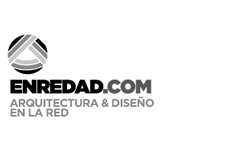 ENREDAD.COM
ARQUITECTURA & DISEÑO
EN LA RED